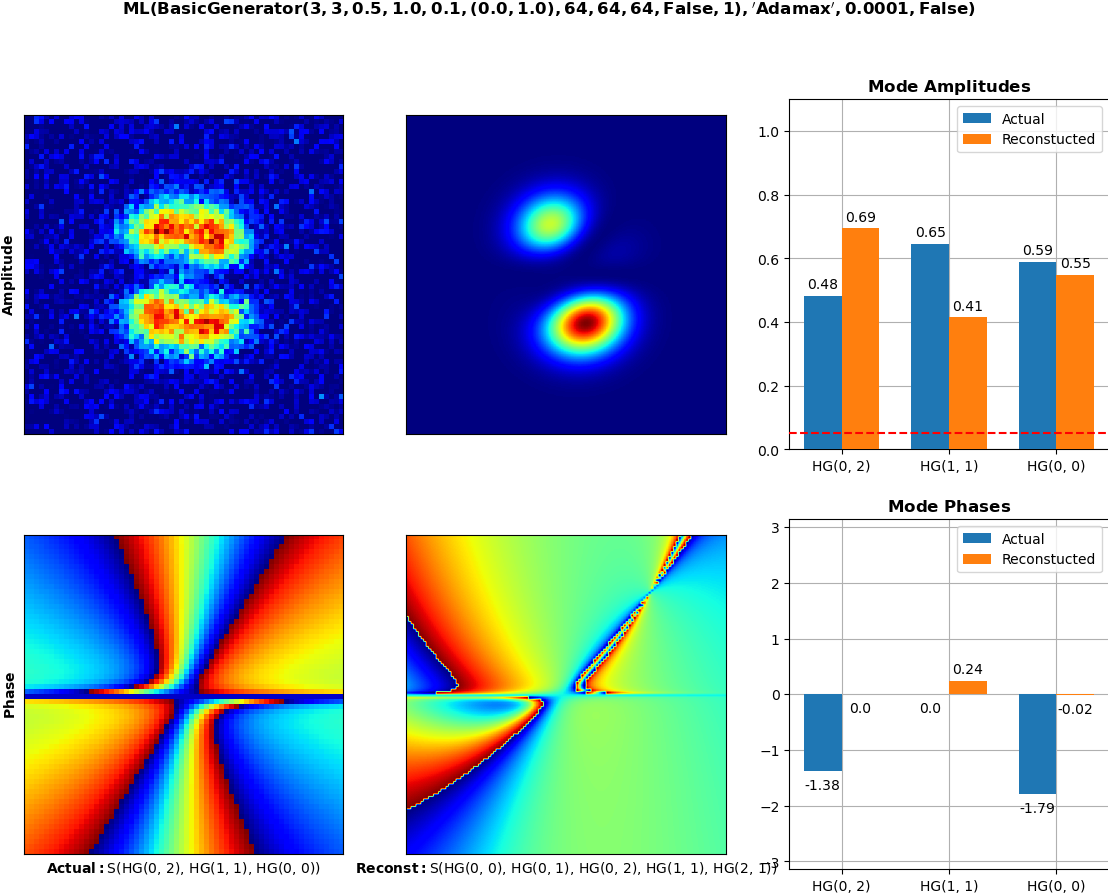 ML(BasicGenerator(3, 3, 0.5, 1.0, 0.1, (0.0, 1.0), 64, 64, 64, False, 1), ′Adamax′, 0.0001, False)
Amplitude
Mode Amplitudes
Actual
Reconstucted
1.0
0.8
0.6
0.4
0.2
0.0
0.48
0.69
0.65
0.41
0.59
0.55
HG(0, 2)
HG(1, 1)
HG(0, 0)
Phase
Actual: S(HG(0, 2), HG(1, 1), HG(0, 0))
Reconst: S(HG(0, 0), HG(0, 1), HG(0, 2), HG(1, 1), HG(2, 1))
Mode Phases
Actual
Reconstucted
3
2
1
0
−1
−2
−3
-1.38
0.0
0.0
0.24
-1.79
-0.02
HG(0, 2)
HG(1, 1)
HG(0, 0)